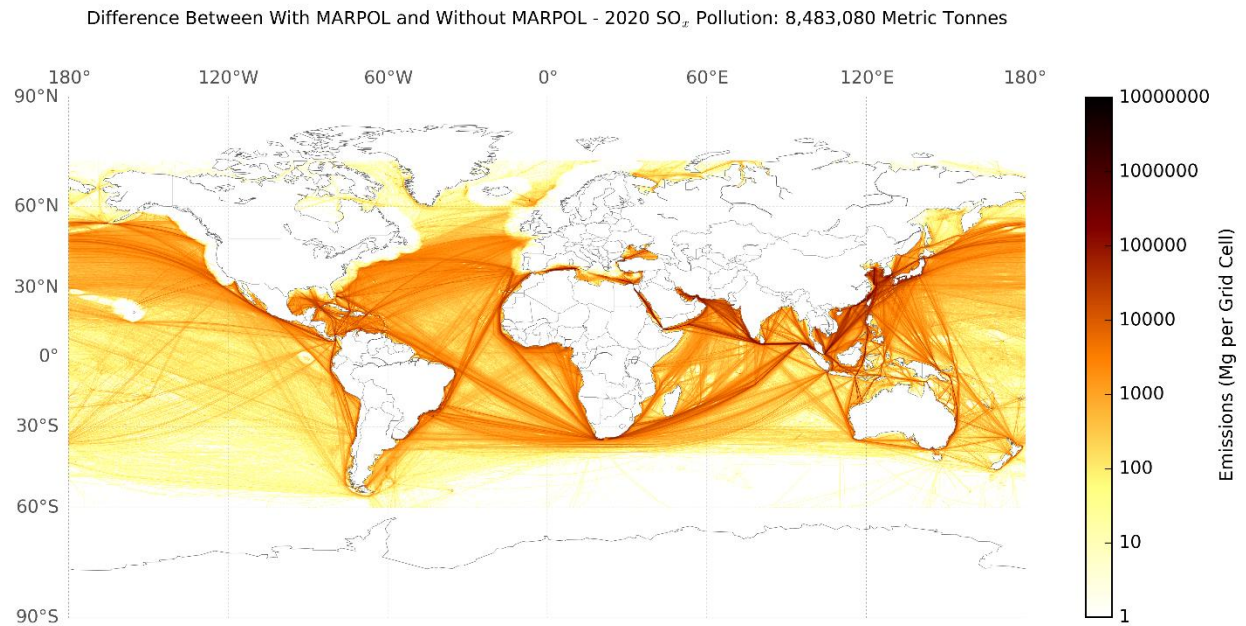 Difference Between With MARPOL and Without MARPOL - 2020 SOₓ Pollution: 8,483,080 Metric Tonnes
180° 120°W 60°W 0° 60°E 120°E 180°
90°N
60°N
30°N
0°
30°S
60°S
90°S
10000000
1000000
100000
10000
1000
100
10
1
Emissions (Mg per Grid Cell)